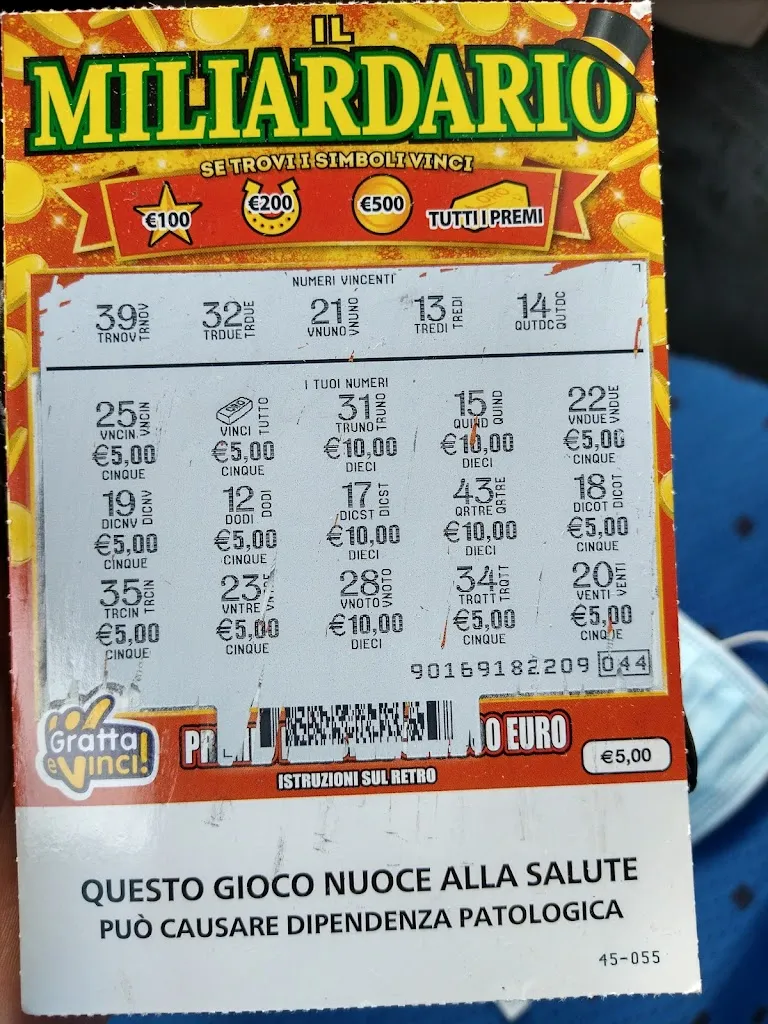 IL
MILIARDARIO
SE TROVI I SIMBOLI VINCI
€100 €200 €500 ORO TUTTI I PREMI
NUMERI VINCENTI
39 TRNOV 32 TRDUE 21 VNUNO 13 TREDI 14 QUTDC
TRNOV TRDUE VNUNO TREDI QUTDC
I TUOI NUMERI
25 VNCIN ORO TUTTO 31 TRUNO 15 QUIND 22 VNDUE
VNCIN VINCI TRUNO QUIND VNDUE
€5,00 €5,00 €10,00 €10,00 €5,00
CINQUE CINQUE DIECI DIECI CINQUE
19 DICNV 12 DODI 17 DICST 43 QRTRE 18 DICOT
DICNV DODI DICST QRTRE DICOT
€5,00 €5,00 €10,00 €10,00 €5,00
CINQUE CINQUE DIECI DIECI CINQUE
35 TRCIN 23 28 VNOTO 34 TRQTT 20 VENTI
TRCIN VNTRE VNOTO TRQTT VENTI
€5,00 €5,00 €10,00 €5,00 €5,00
CINQUE CINQUE DIECI CINQUE CINQUE
90169182209 044
Gratta
e Vinci!
EURO
€5,00
ISTRUZIONI SUL RETRO
QUESTO GIOCO NUOCE ALLA SALUTE
PUÒ CAUSARE DIPENDENZA PATOLOGICA
45-055